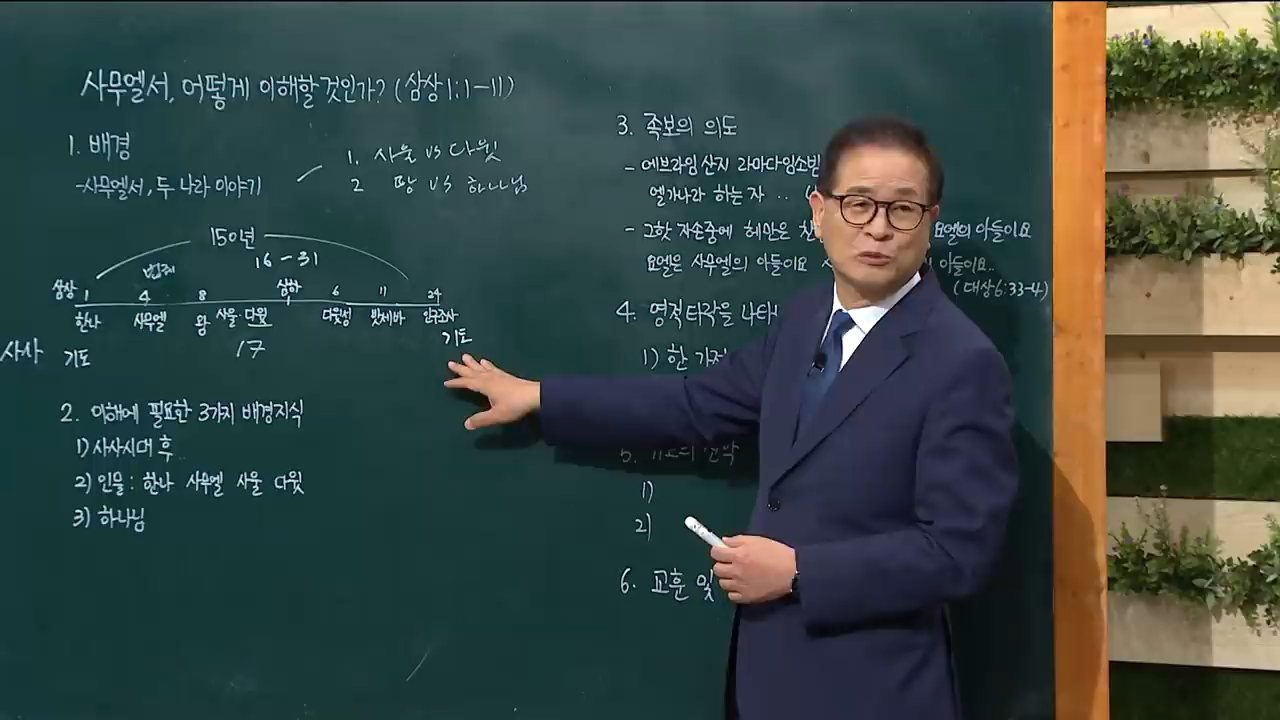 사무엘서, 어떻게 이해할 것인가? (삼상 1:1-11)
1. 배경
-사무엘서, 두 나라 이야기
1. 사울 VS 다윗
2 땅 VS 하나님
150년
16-31
법궤
삼상 1 4 8 삼하 6 11 24
한나 사무엘 왕 사울·다윗 다윗성 밧세바 인구조사
사사 기도 17 기도
2. 이해에 필요한 3가지 배경지식
1) 사사시대 후
2) 인물: 한나 사무엘 사울 다윗
3) 하나님
3. 족보의 의도
- 에브라임 산지 라마다임소빔
엘가나라 하는 자 ..
- 그핫 자손중에 헤만은 요엘의 아들이요
요엘은 사무엘의 아들이요 아들이요..
(대상 6:33-4)
4. 영적 타락을
1) 한
5.
1)
2)
6. 교훈 및